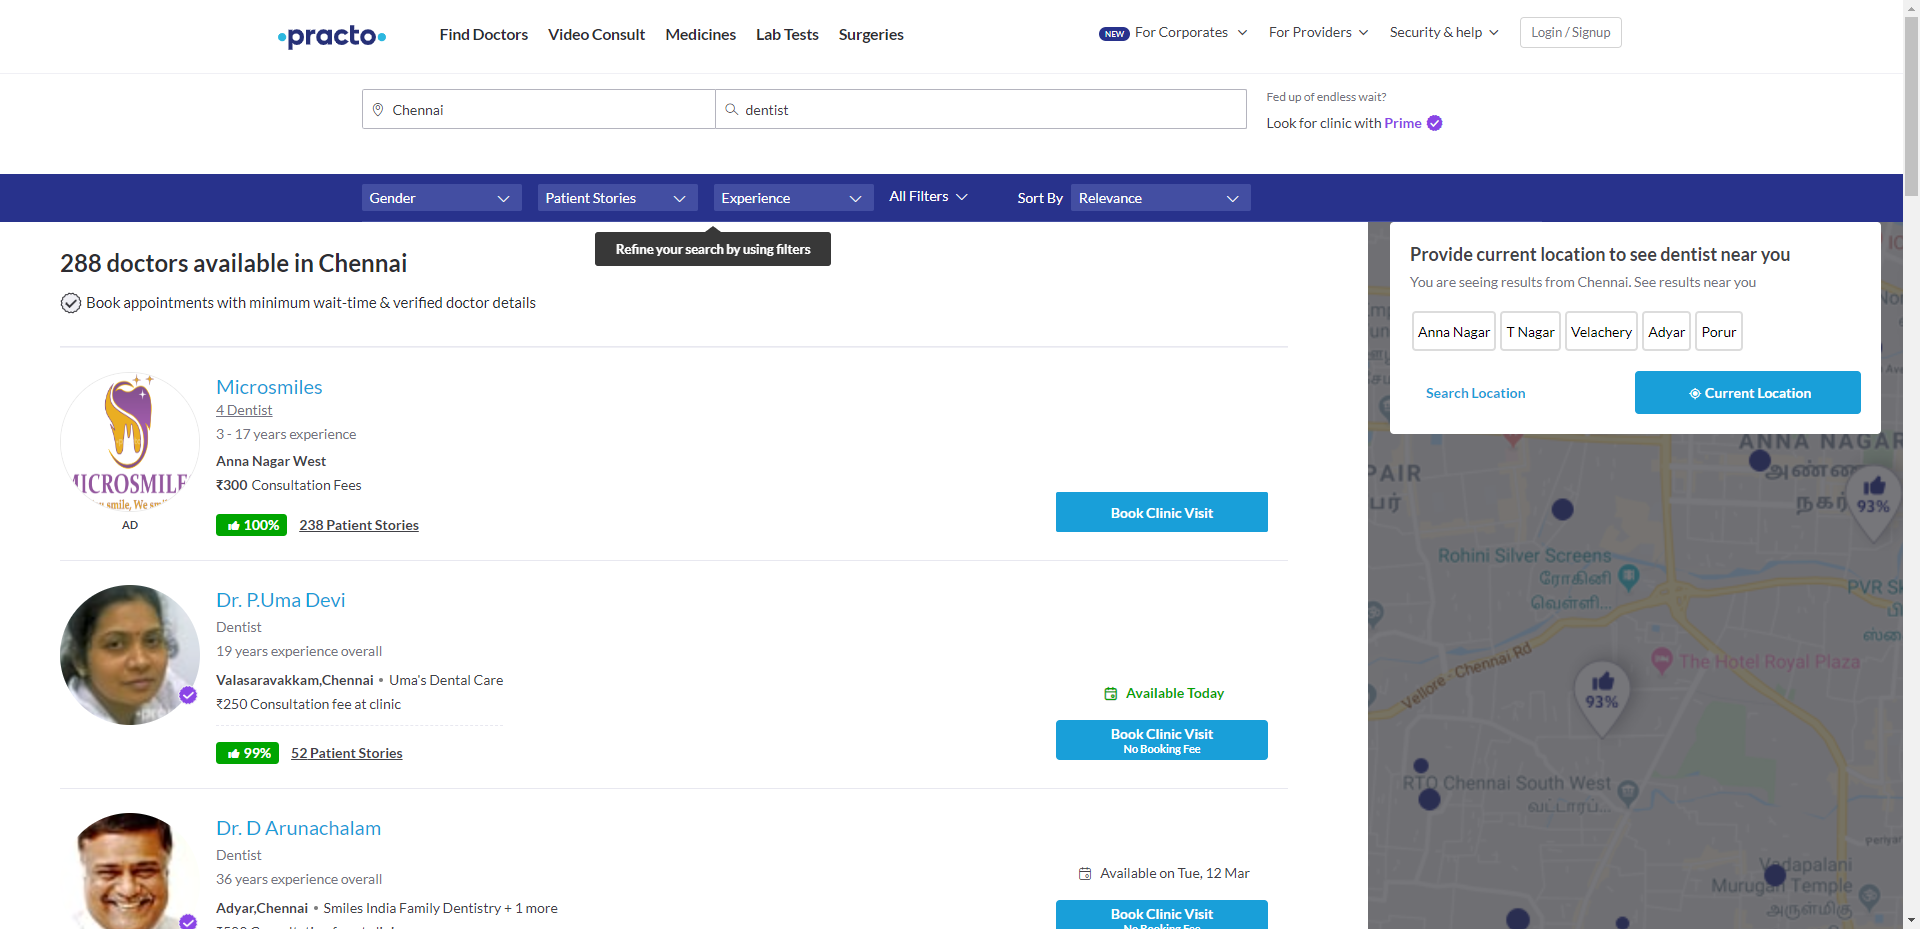 practo
Find Doctors
Video Consult
Medicines
Lab Tests
Surgeries
NEW For Corporates
For Providers
Security & help
Login / Signup
Chennai
dentist
Fed up of endless wait?
Look for clinic with Prime
Gender
Patient Stories
Experience
All Filters
Sort By
Relevance
Refine your search by using filters
288 doctors available in Chennai
Book appointments with minimum wait-time & verified doctor details
Microsmiles
4 Dentist
3 - 17 years experience
Anna Nagar West
₹300 Consultation Fees
AD
100%
238 Patient Stories
Book Clinic Visit
Dr. P.Uma Devi
Dentist
19 years experience overall
Valasaravakkam,Chennai • Uma's Dental Care
₹250 Consultation fee at clinic
99%
52 Patient Stories
Available Today
Book Clinic Visit
No Booking Fee
Dr. D Arunachalam
Dentist
36 years experience overall
Adyar,Chennai • Smiles India Family Dentistry + 1 more
Available on Tue, 12 Mar
Book Clinic Visit
No Booking Fee
Provide current location to see dentist near you
You are seeing results from Chennai. See results near you
Anna Nagar
T Nagar
Velachery
Adyar
Porur
Search Location
Current Location
ANNA NAGAR
நகர்
93%
Rohini Silver Screens
ரோகினி
வெள்ளி...
Vellore - Chennai Rd
The Hotel Royal Plaza
93%
RTO Chennai South West
வட்டாரப்...
Vadapalani
Murugan Temple
அருள்மிகு